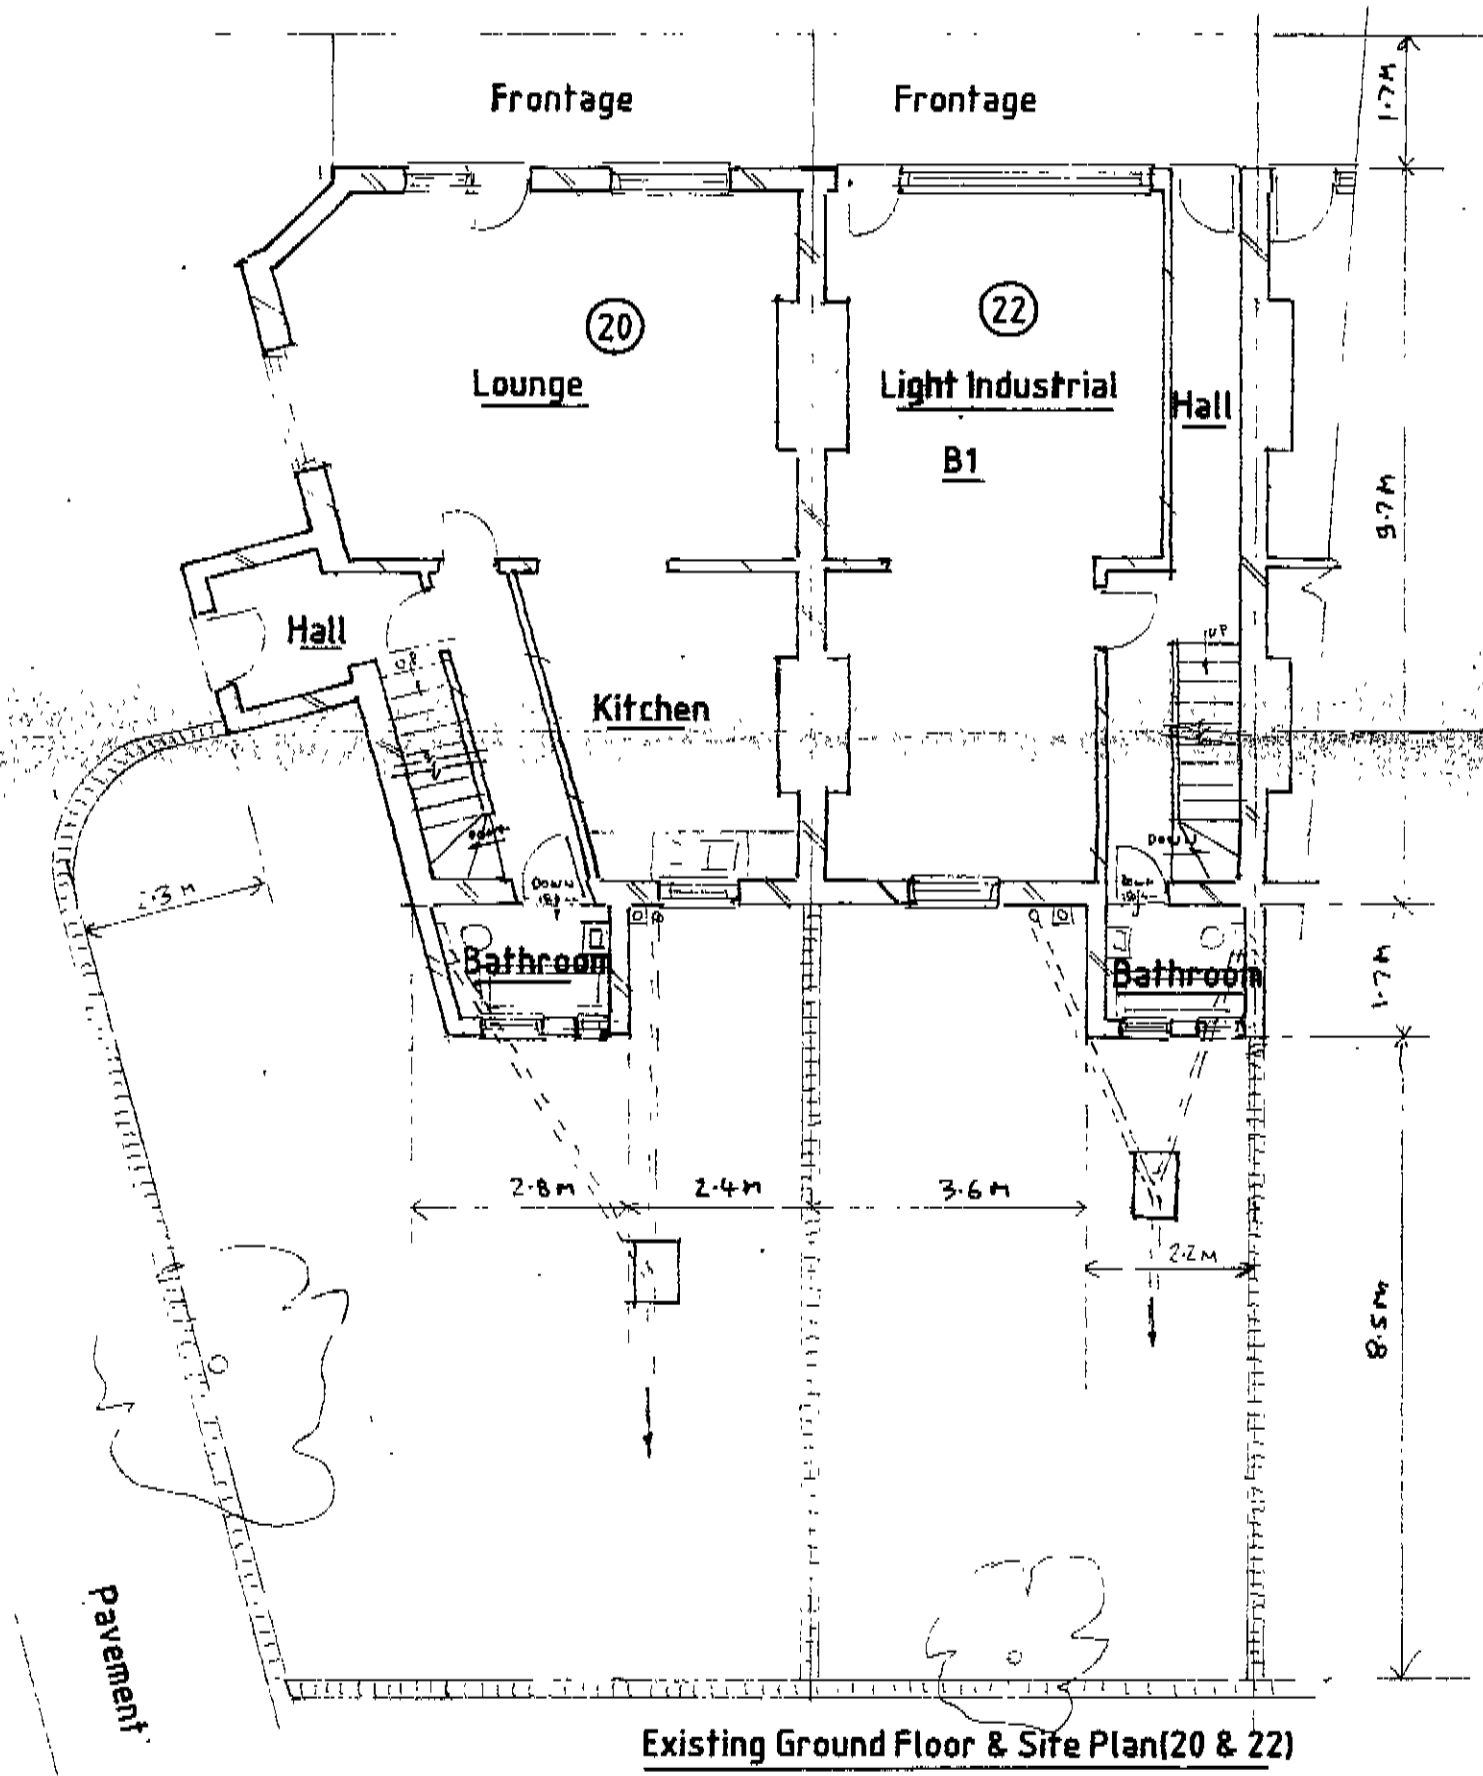 Frontage
Frontage
1.7M
20
22
Lounge
Light Industrial
Hall
B1
9.7M
Hall
UP
UP
Kitchen
DOWN
DOWN
Down
Bathroom
Bathroom
1.7M
2.8M
2.4M
3.6M
2.2M
8.5M
Pavement
Existing Ground Floor & Site Plan(20 & 22)